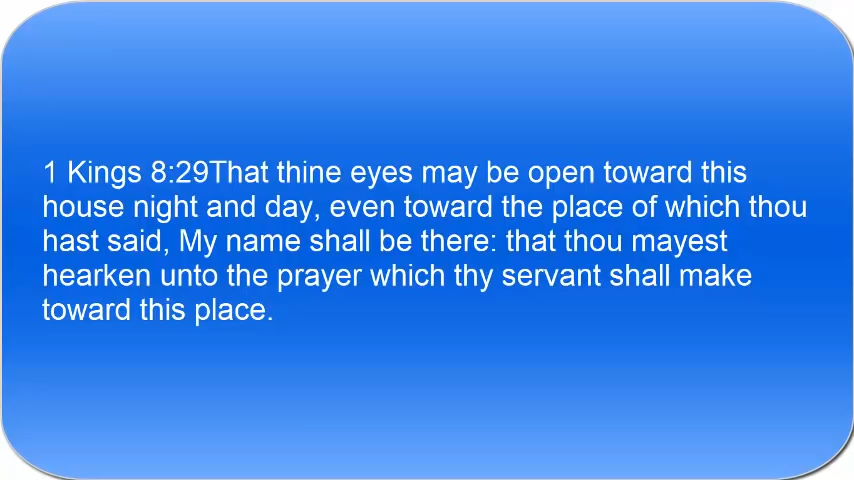 1 Kings 8:29That thine eyes may be open toward this
house night and day, even toward the place of which thou
hast said, My name shall be there: that thou mayest
hearken unto the prayer which thy servant shall make
toward this place.